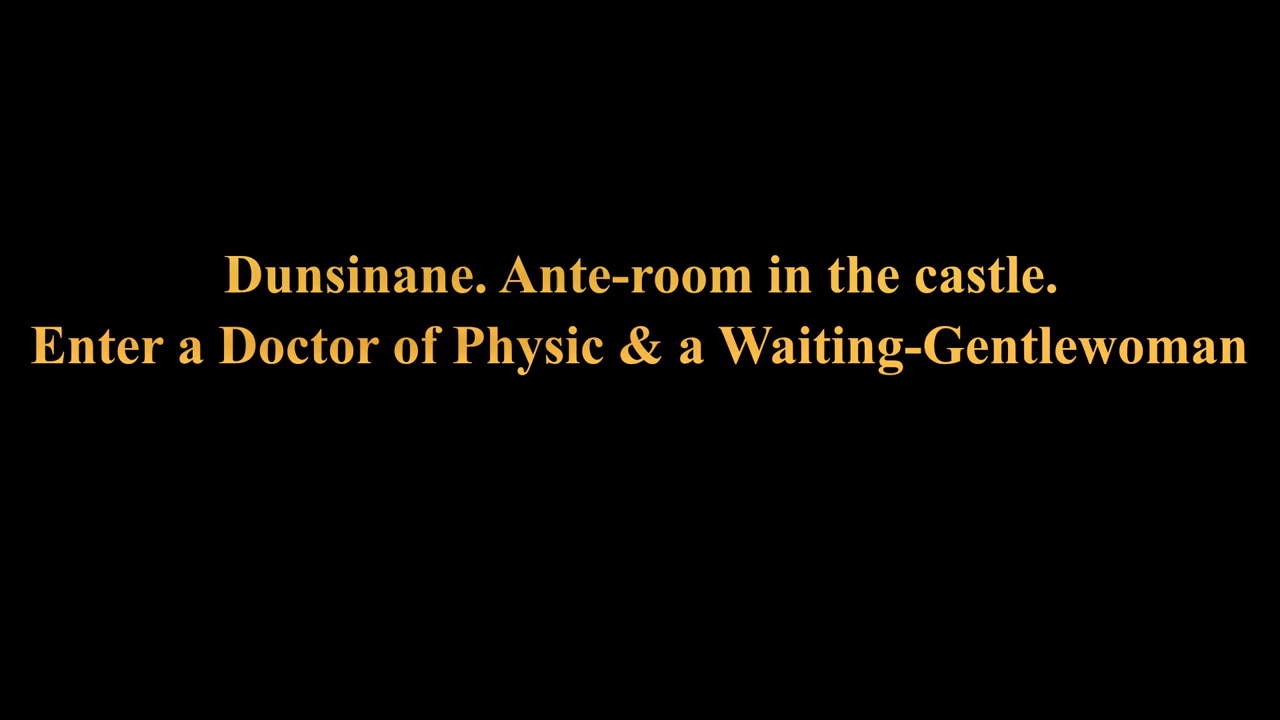 Dunsinane. Ante-room in the castle.
Enter a Doctor of Physic & a Waiting-Gentlewoman